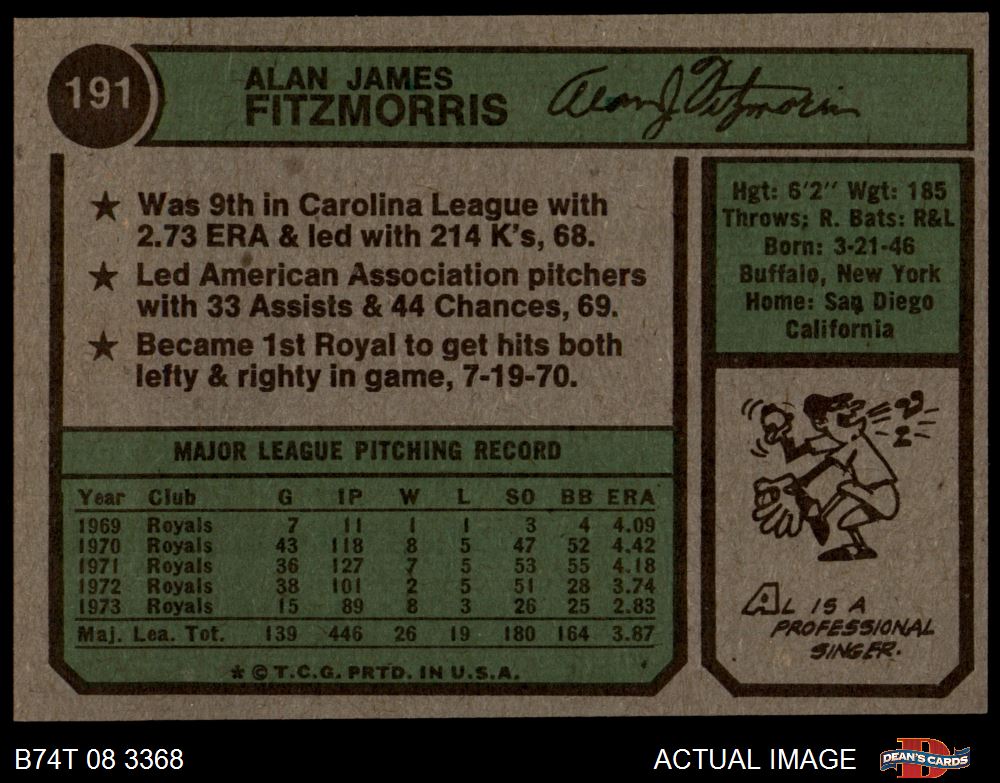 191
ALAN JAMES
FITZMORRIS
Alan J. Fitzmorris
★ Was 9th in Carolina League with
2.73 ERA & led with 214 K's, 68.
★ Led American Association pitchers
with 33 Assists & 44 Chances, 69.
★ Became 1st Royal to get hits both
lefty & righty in game, 7-19-70.
Hgt: 6'2" Wgt: 185
Throws: R. Bats: R&L
Born: 3-21-46
Buffalo, New York
Home: San Diego
California
MAJOR LEAGUE PITCHING RECORD
Year Club G IP W L SO BB ERA
1969 Royals 7 11 1 1 3 4 4.09
1970 Royals 43 118 8 5 47 52 4.42
1971 Royals 36 127 7 5 53 55 4.18
1972 Royals 38 101 2 5 51 28 3.74
1973 Royals 15 89 8 3 26 25 2.83
Maj. Lea. Tot. 139 446 26 19 180 164 3.87
* © T.C.G. PRTD. IN U.S.A.
AL IS A
PROFESSIONAL
SINGER.
B74T 08 3368
ACTUAL IMAGE
DEAN'S CARDS